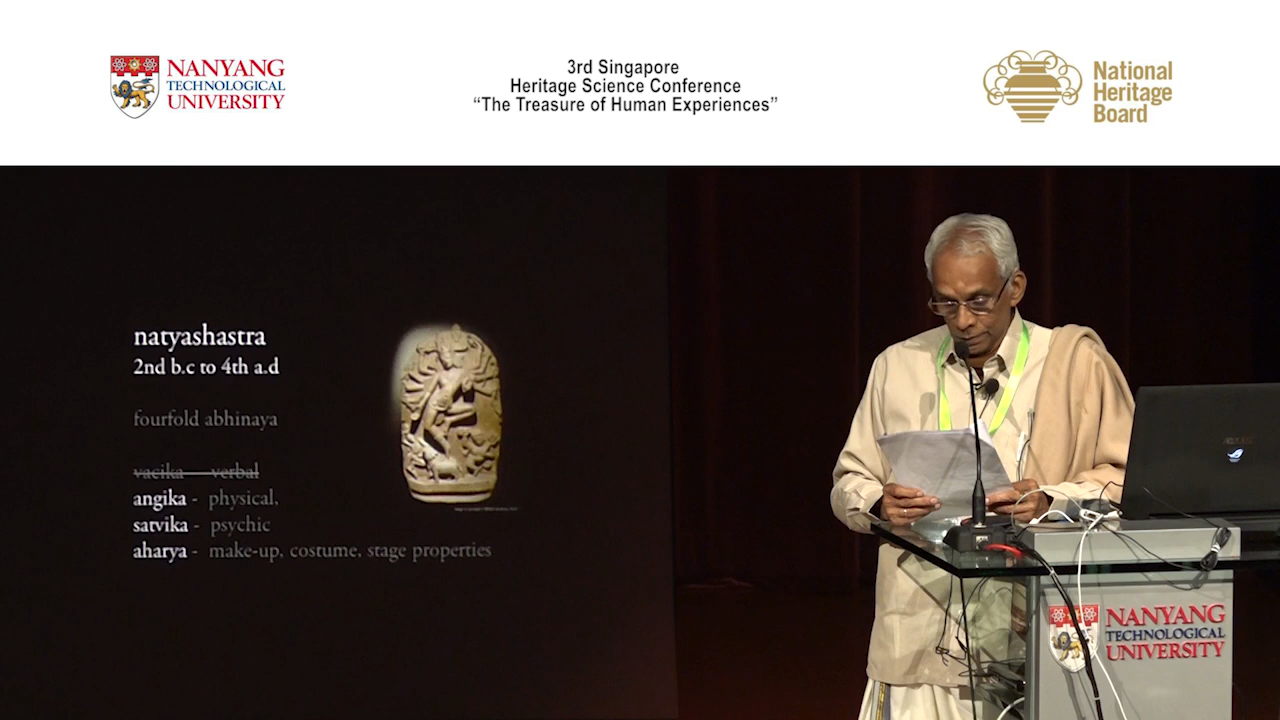 NANYANG
TECHNOLOGICAL
UNIVERSITY
3rd Singapore
Heritage Science Conference
“The Treasure of Human Experiences”
National
Heritage
Board
natyashastra
2nd b.c to 4th a.d
fourfold abhinaya
vacika — verbal
angika - physical,
satvika - psychic
aharya - make-up, costume, stage properties
NANYANG
TECHNOLOGICAL
UNIVERSITY